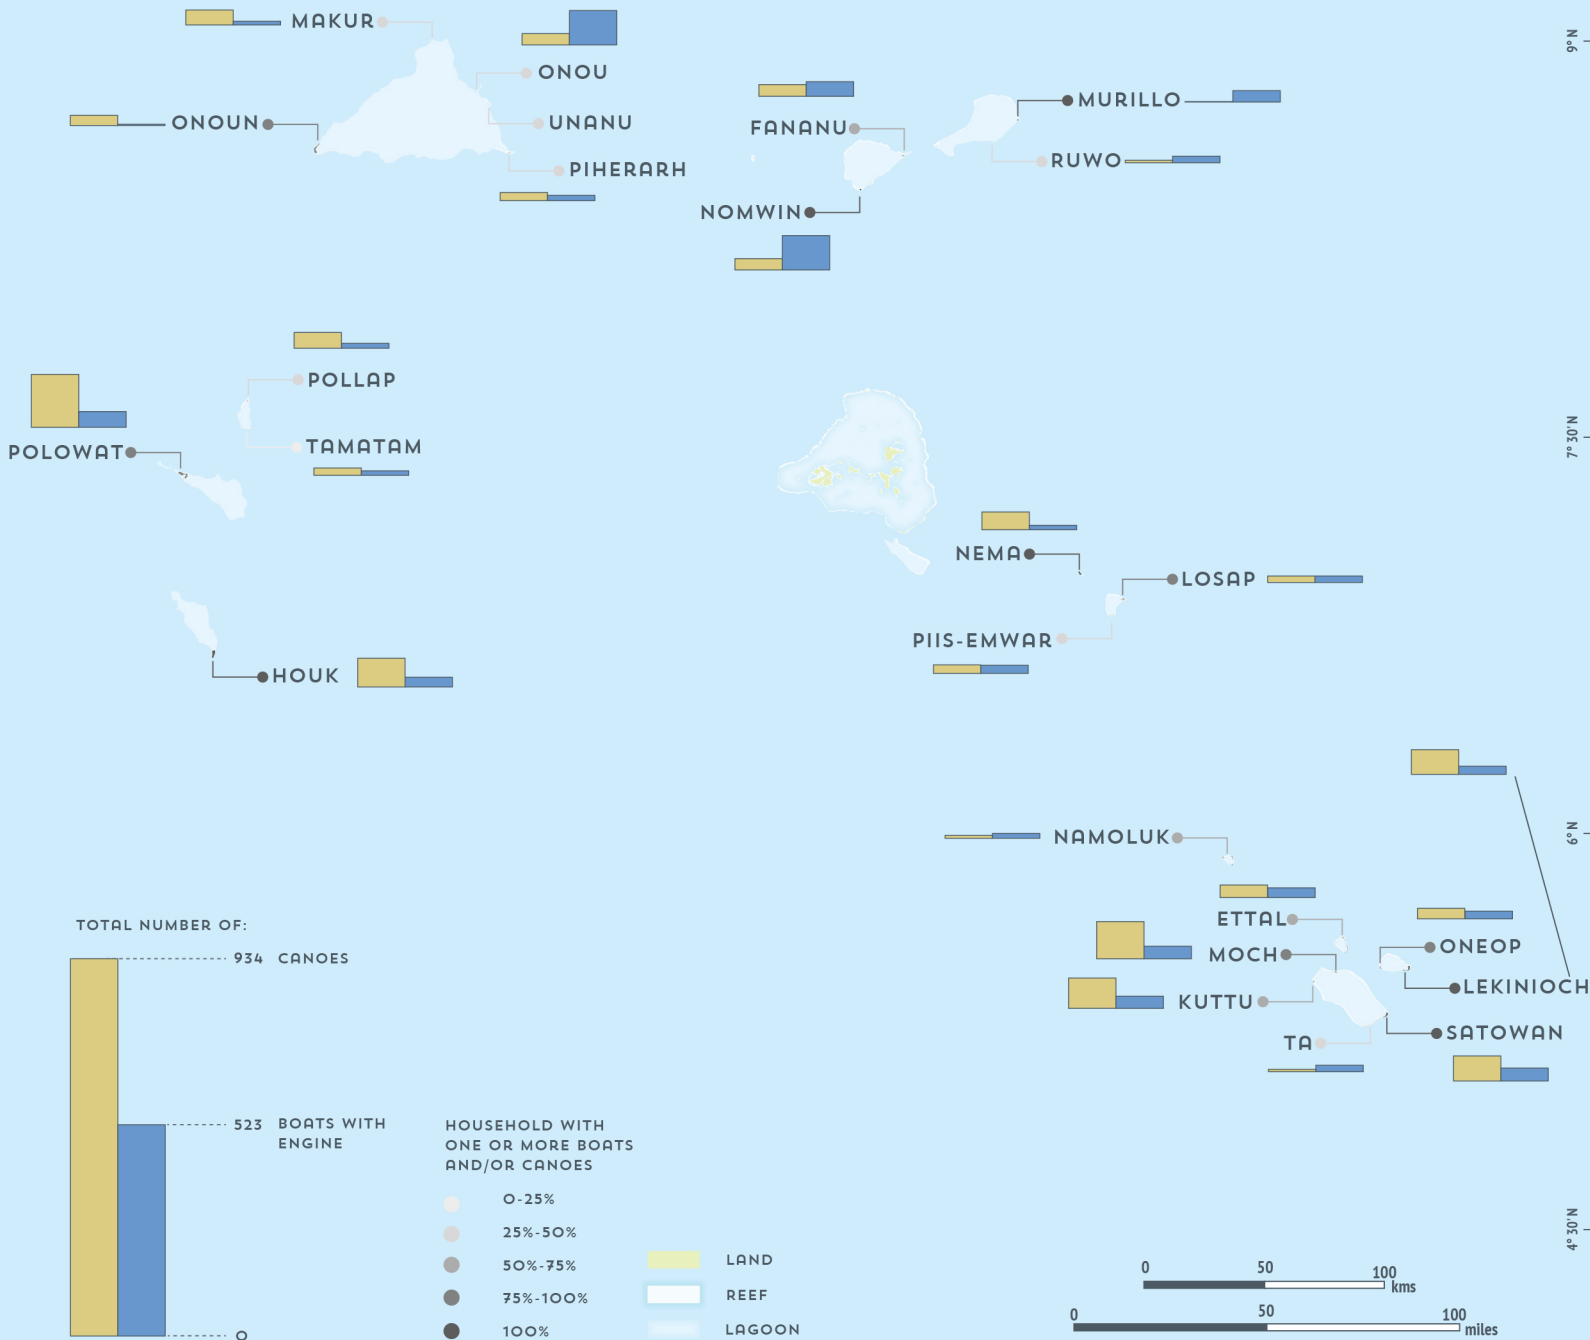 MAKUR
9°N
ONOU
MURILLO
ONOUN
UNANU
FANANU
RUWO
PIHERARH
NOMWIN
POLLAP
7°30'N
TAMATAM
POLOWAT
NEMA
LOSAP
PIIS-EMWAR
HOUK
NAMOLUK
6°N
ETTAL
ONEOP
MOCH
LEKINIOCH
KUTTU
SATOWAN
TA
TOTAL NUMBER OF:
934 CANOES
523 BOATS WITH
ENGINE
0
HOUSEHOLD WITH
ONE OR MORE BOATS
AND/OR CANOES
0-25%
25%-50%
50%-75%
75%-100%
100%
LAND
REEF
LAGOON
4°30'N
0 50 100
kms
0 50 100
miles